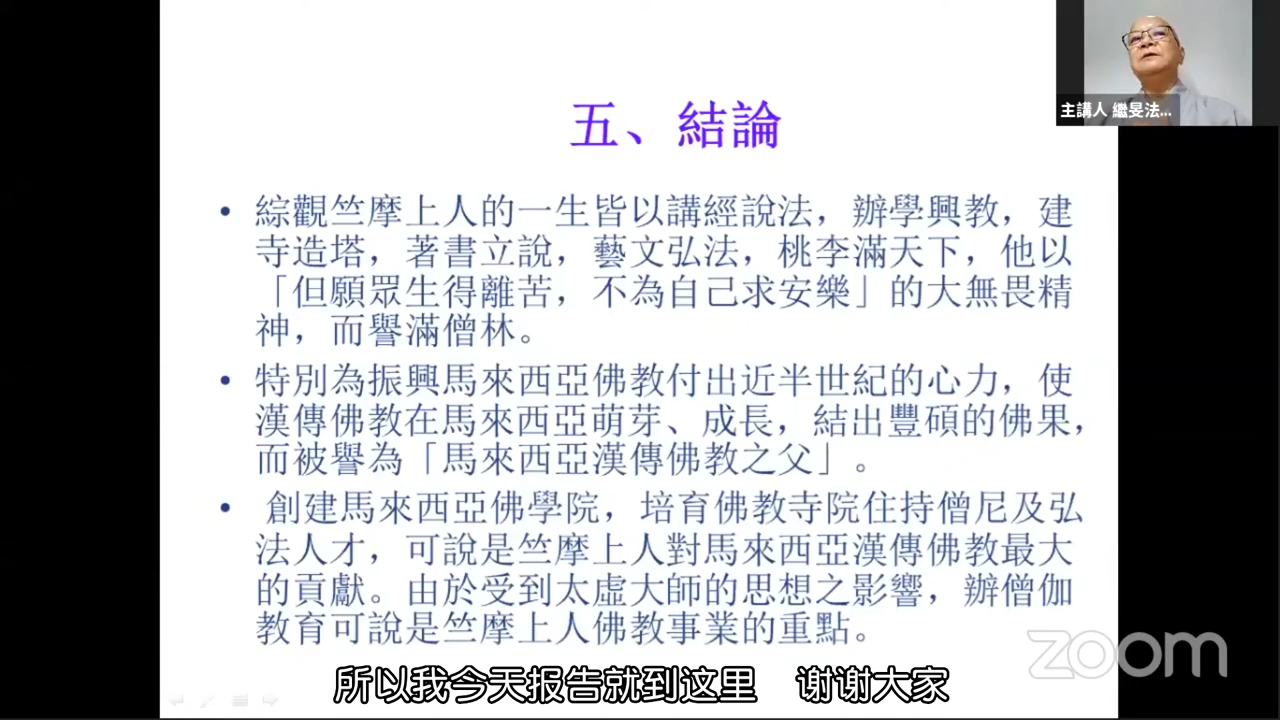 主講人 繼旻法...
五、結論
• 綜觀竺摩上人的一生皆以講經說法，辦學興教，建
寺造塔，著書立說，藝文弘法，桃李滿天下，他以
「但願眾生得離苦，不為自己求安樂」的大無畏精
神，而譽滿僧林。
• 特別為振興馬來西亞佛教付出近半世紀的心力，使
漢傳佛教在馬來西亞萌芽、成長，結出豐碩的佛果，
而被譽為「馬來西亞漢傳佛教之父」。
• 創建馬來西亞佛學院，培育佛教寺院住持僧尼及弘
法人才，可說是竺摩上人對馬來西亞漢傳佛教最大
的貢獻。由於受到太虛大師的思想之影響，辦僧伽
教育可說是竺摩上人佛教事業的重點。
zoom
所以我今天报告就到这里 谢谢大家